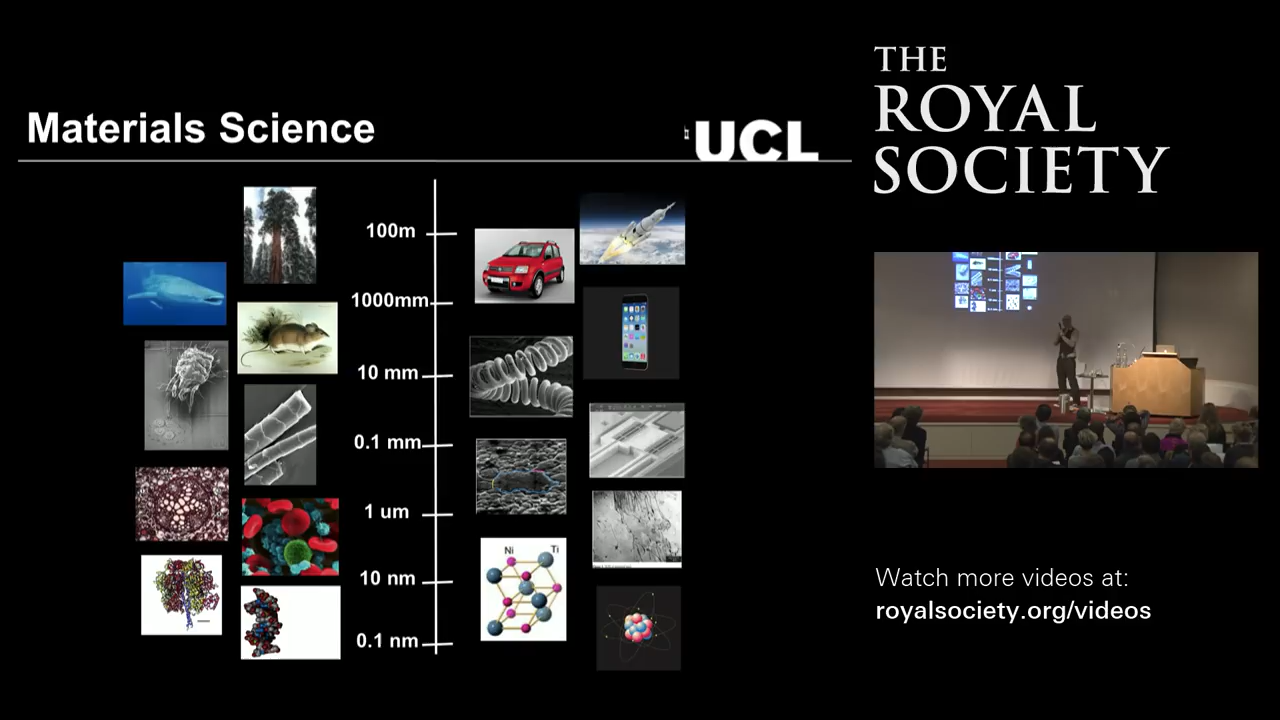 Materials Science
UCL
100m
1000mm
10 mm
0.1 mm
1 um
10 nm
0.1 nm
Ni
Ti
THE
ROYAL
SOCIETY
Watch more videos at:
royalsociety.org/videos